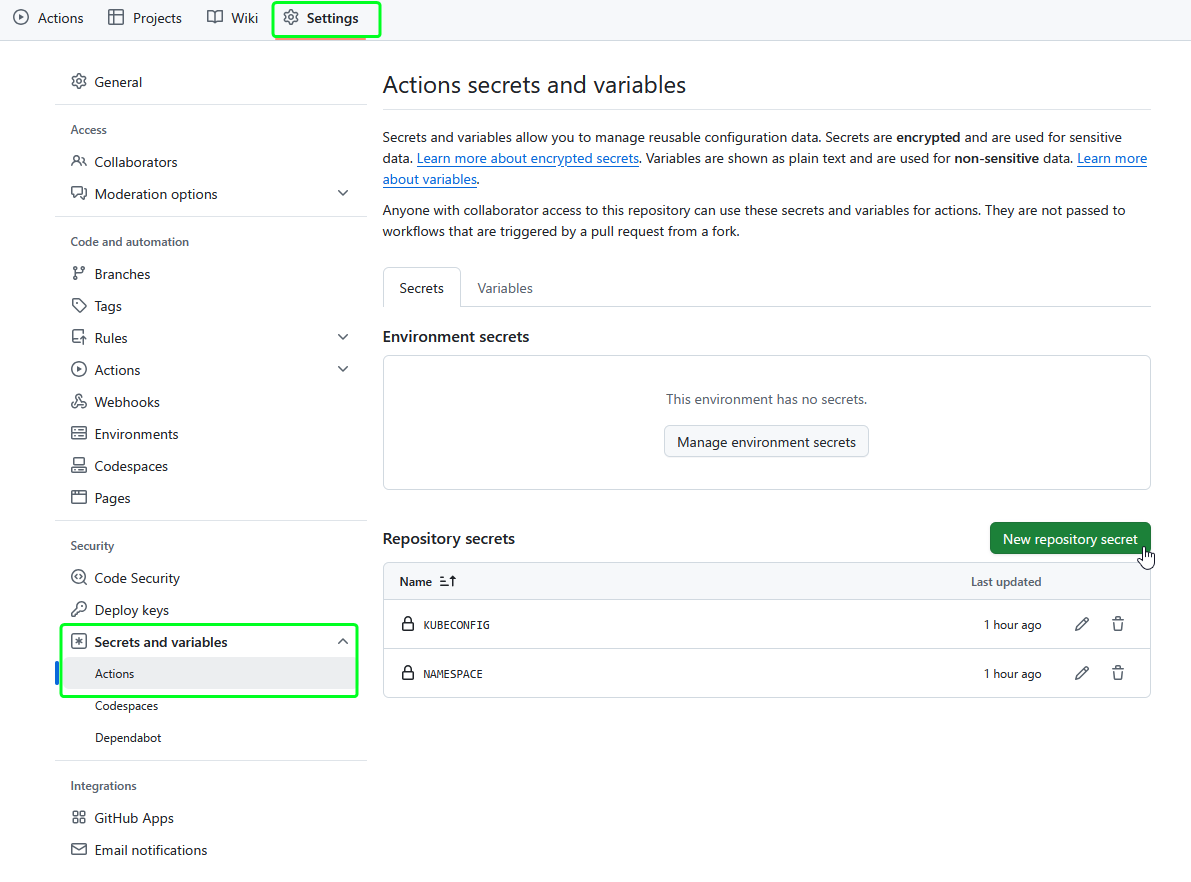 Actions
Projects
Wiki
Settings
General
Access
Collaborators
Moderation options
Code and automation
Branches
Tags
Rules
Actions
Webhooks
Environments
Codespaces
Pages
Security
Code Security
Deploy keys
Secrets and variables
Actions
Codespaces
Dependabot
Integrations
GitHub Apps
Email notifications
Actions secrets and variables
Secrets and variables allow you to manage reusable configuration data. Secrets are encrypted and are used for sensitive
data. Learn more about encrypted secrets. Variables are shown as plain text and are used for non-sensitive data. Learn more
about variables.
Anyone with collaborator access to this repository can use these secrets and variables for actions. They are not passed to
workflows that are triggered by a pull request from a fork.
Secrets
Variables
Environment secrets
This environment has no secrets.
Manage environment secrets
Repository secrets
New repository secret
Name
Last updated
KUBECONFIG
1 hour ago
NAMESPACE
1 hour ago